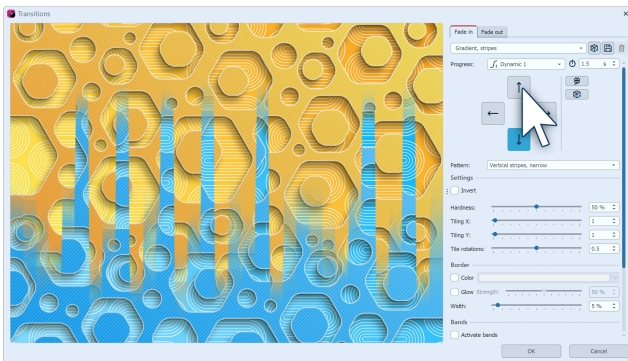 Transitions
Fade in Fade out
Gradient, stripes
Progress: Dynamic 1 1.5 s
Pattern: Vertical stripes, narrow
Settings
Invert
Hardness: 50 %
Tiling X: 1
Tiling Y: 1
Tile rotations: 0.5
Border
Color
Glow Strength: 50 %
Width: 5 %
Bands
Activate bands
OK Cancel